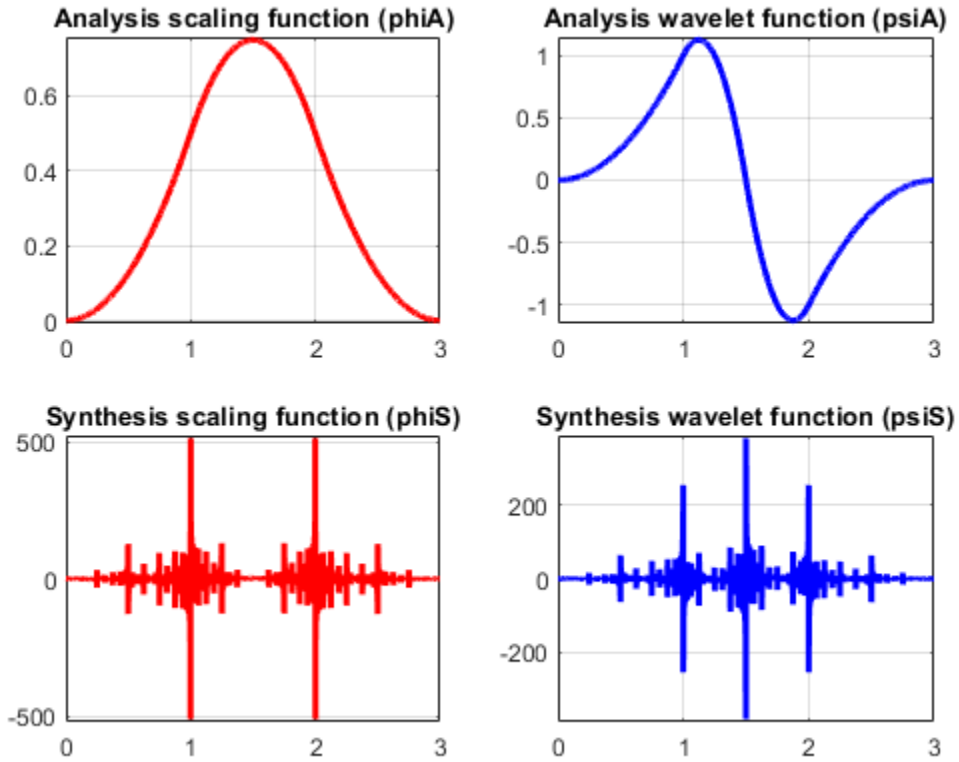 Analysis scaling function (phiA)
Analysis wavelet function (psiA)
0.6
0.4
0.2
0
0 1 2 3
1
0.5
0
-0.5
-1
0 1 2 3
Synthesis scaling function (phiS)
Synthesis wavelet function (psiS)
500
0
-500
0 1 2 3
200
0
-200
0 1 2 3